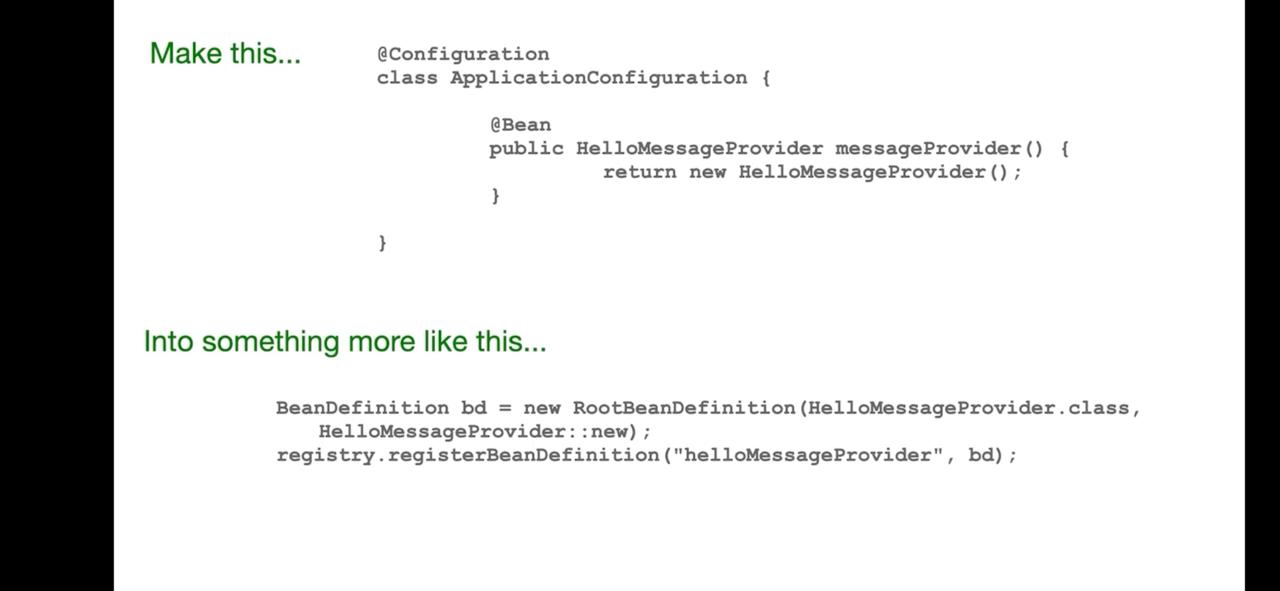 Make this...
@Configuration
class ApplicationConfiguration {
@Bean
public HelloMessageProvider messageProvider() {
return new HelloMessageProvider();
}
}
Into something more like this...
BeanDefinition bd = new RootBeanDefinition(HelloMessageProvider.class,
HelloMessageProvider::new);
registry.registerBeanDefinition("helloMessageProvider", bd);